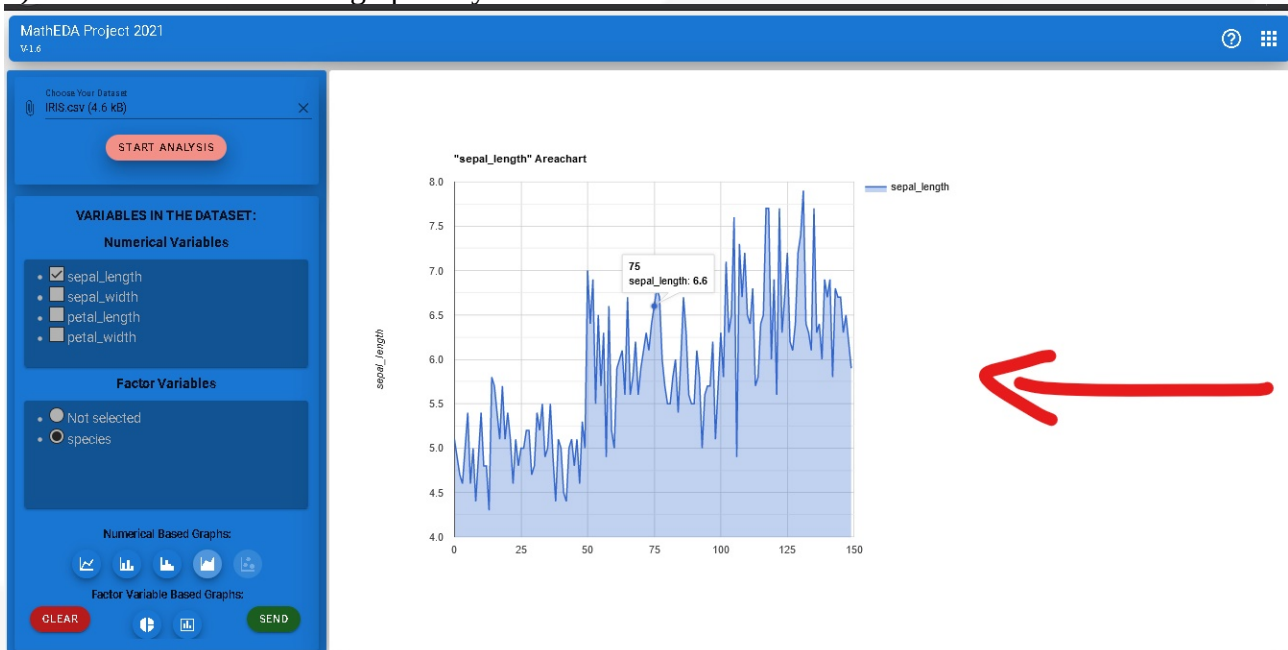 MathEDA Project 2021
V-1.6
Choose Your Dataset
IRIS.csv (4.6 kB)
START ANALYSIS
VARIABLES IN THE DATASET:
Numerical Variables
sepal_length
sepal_width
petal_length
petal_width
Factor Variables
Not selected
species
Numerical Based Graphs:
Factor Variable Based Graphs:
CLEAR
SEND
"sepal_length" Areachart
sepal_length
8.0
7.5
7.0
6.5
6.0
5.5
5.0
4.5
4.0
sepal_length
75
sepal_length: 6.6
0 25 50 75 100 125 150